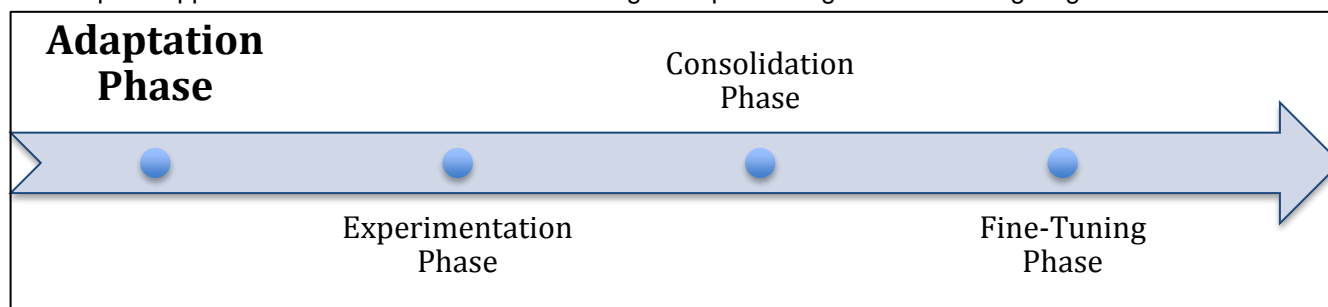 Adaptation
Phase
Consolidation
Phase
Experimentation
Phase
Fine-Tuning
Phase